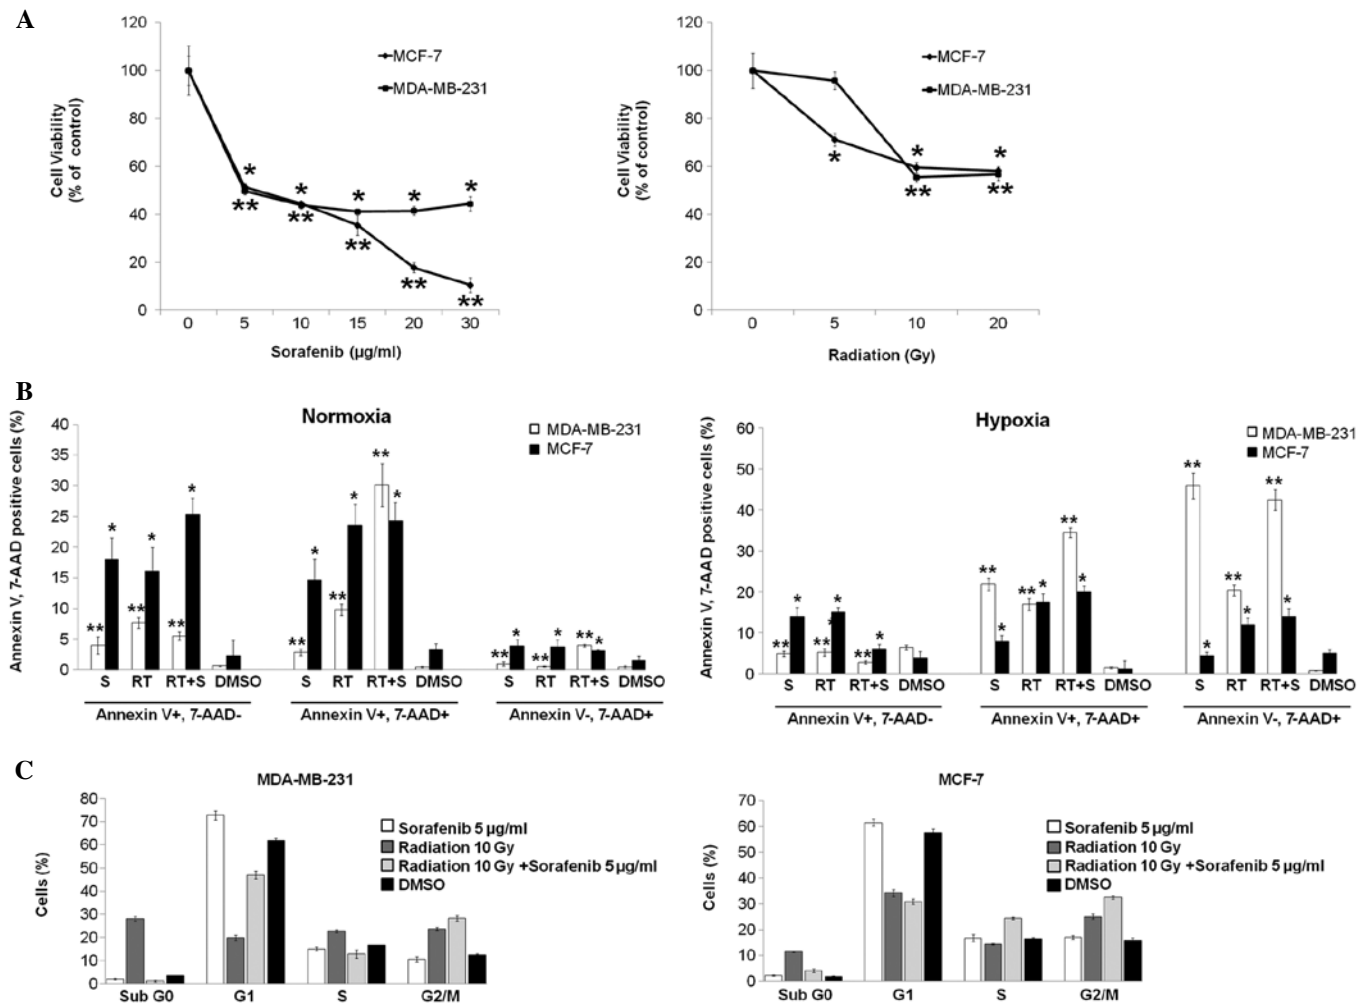 A
120
100
80
60
40
20
0
Cell Viability
(% of control)
MCF-7
MDA-MB-231
* * * * *
** ** ** ** **
0 5 10 15 20 30
Sorafenib (µg/ml)
120
100
80
60
40
20
0
Cell Viability
(% of control)
MCF-7
MDA-MB-231
* * *
** **
0 5 10 20
Radiation (Gy)
B
Normoxia
Annexin V, 7-AAD positive cells (%)
40
35
30
25
20
15
10
5
0
MDA-MB-231
MCF-7
** * ** * ** *
** * ** * ** *
** * ** * ** *
S RT RT+S DMSO S RT RT+S DMSO S RT RT+S DMSO
Annexin V+, 7-AAD- Annexin V+, 7-AAD+ Annexin V-, 7-AAD+
Hypoxia
Annexin V, 7-AAD positive cells (%)
60
50
40
30
20
10
0
MDA-MB-231
MCF-7
** * ** * ** *
** * ** * ** *
** * ** * ** *
S RT RT+S DMSO S RT RT+S DMSO S RT RT+S DMSO
Annexin V+, 7-AAD- Annexin V+, 7-AAD+ Annexin V-, 7-AAD+
C
MDA-MB-231
Cells (%)
80
70
60
50
40
30
20
10
0
Sorafenib 5 µg/ml
Radiation 10 Gy
Radiation 10 Gy +Sorafenib 5 µg/ml
DMSO
Sub G0 G1 S G2/M
MCF-7
Cells (%)
70
60
50
40
30
20
10
0
Sorafenib 5 µg/ml
Radiation 10 Gy
Radiation 10 Gy +Sorafenib 5 µg/ml
DMSO
Sub G0 G1 S G2/M